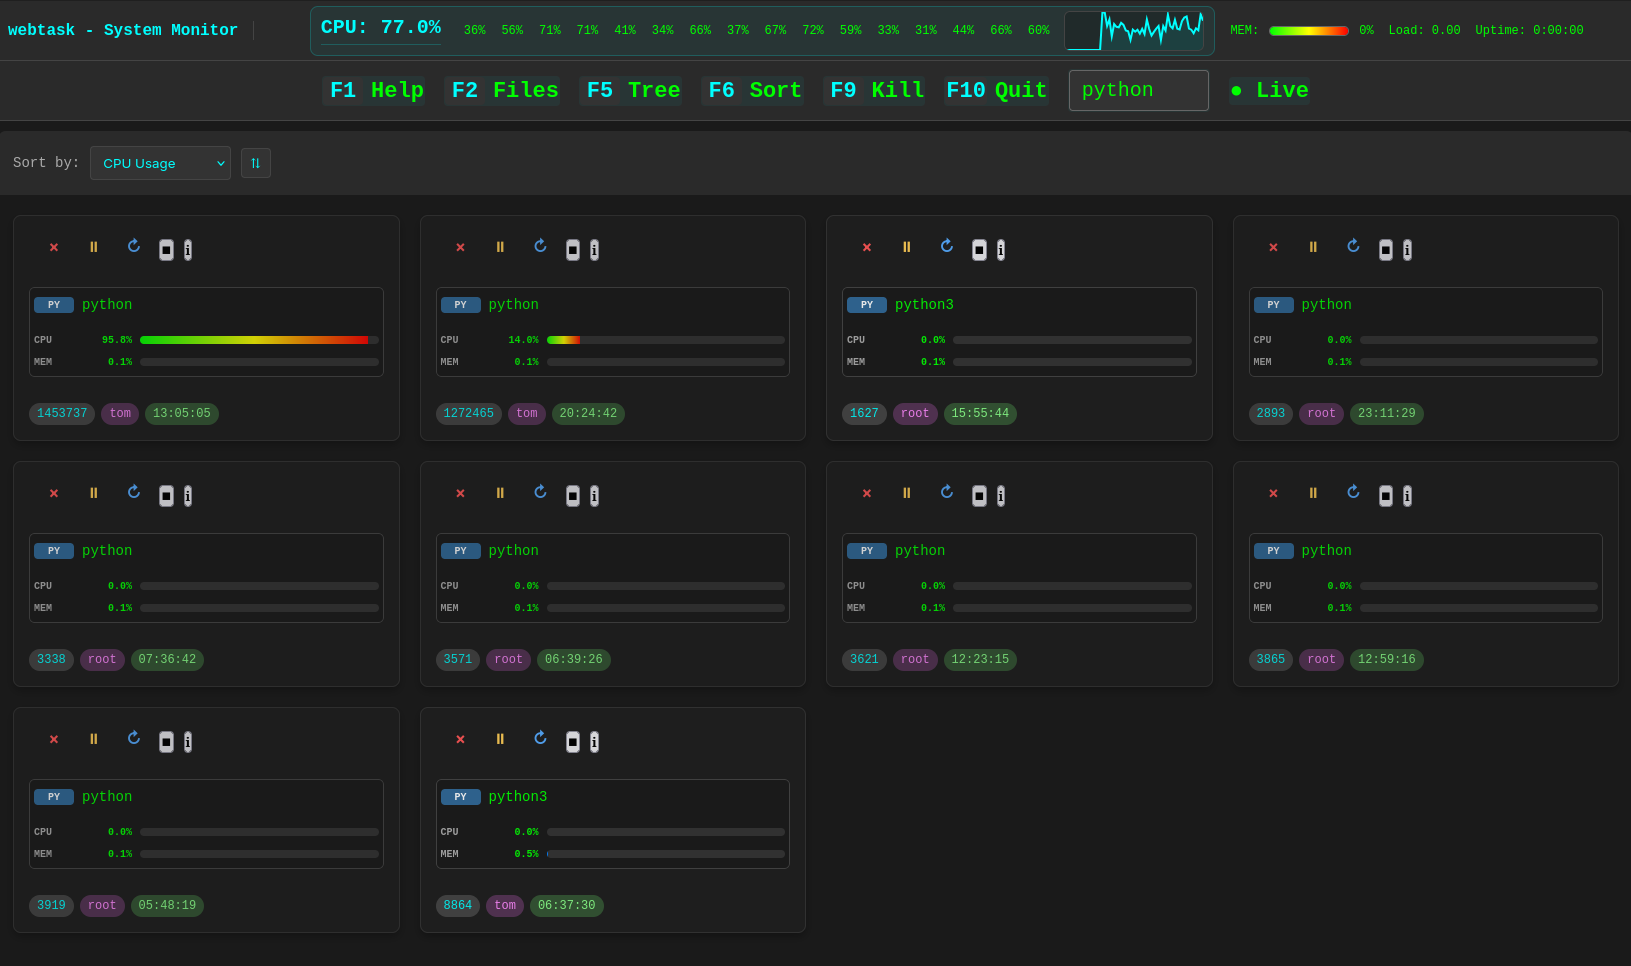 webtask - System Monitor
CPU: 77.0% 36% 56% 71% 71% 41% 34% 66% 37% 67% 72% 59% 33% 31% 44% 66% 60%
MEM: 0% Load: 0.00 Uptime: 0:00:00
F1 Help F2 Files F5 Tree F6 Sort F9 Kill F10 Quit python ● Live
Sort by: CPU Usage ⇅
× ⏸ ↻ ■ i
PY python
CPU 95.8%
MEM 0.1%
1453737 tom 13:05:05
× ⏸ ↻ ■ i
PY python
CPU 14.0%
MEM 0.1%
1272465 tom 20:24:42
× ⏸ ↻ ■ i
PY python3
CPU 0.0%
MEM 0.1%
1627 root 15:55:44
× ⏸ ↻ ■ i
PY python
CPU 0.0%
MEM 0.1%
2893 root 23:11:29
× ⏸ ↻ ■ i
PY python
CPU 0.0%
MEM 0.1%
3338 root 07:36:42
× ⏸ ↻ ■ i
PY python
CPU 0.0%
MEM 0.1%
3571 root 06:39:26
× ⏸ ↻ ■ i
PY python
CPU 0.0%
MEM 0.1%
3621 root 12:23:15
× ⏸ ↻ ■ i
PY python
CPU 0.0%
MEM 0.1%
3865 root 12:59:16
× ⏸ ↻ ■ i
PY python
CPU 0.0%
MEM 0.1%
3919 root 05:48:19
× ⏸ ↻ ■ i
PY python3
CPU 0.0%
MEM 0.5%
8864 tom 06:37:30